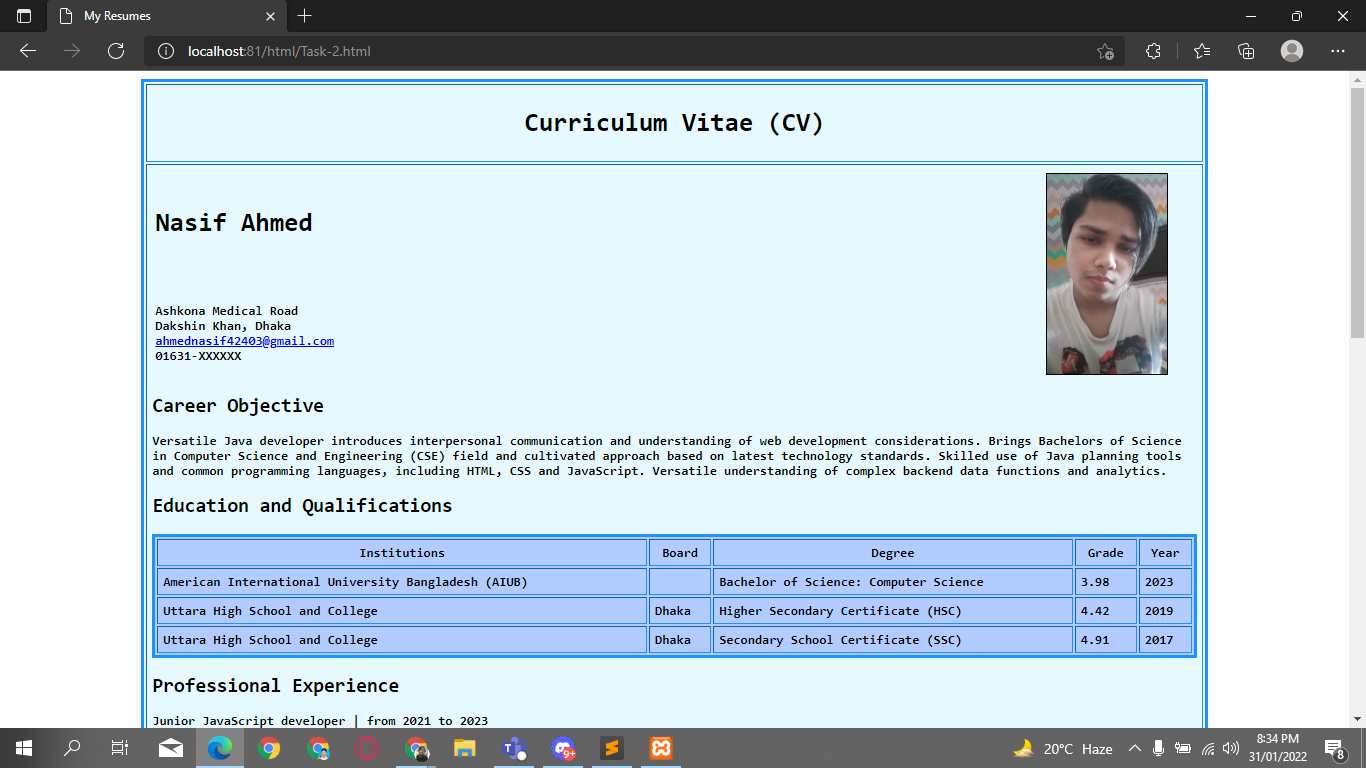 My Resumes
localhost:81/html/Task-2.html
Curriculum Vitae (CV)
Nasif Ahmed
Ashkona Medical Road
Dakshin Khan, Dhaka
ahmednasif42403@gmail.com
01631-XXXXXX
Career Objective
Versatile Java developer introduces interpersonal communication and understanding of web development considerations. Brings Bachelors of Science
in Computer Science and Engineering (CSE) field and cultivated approach based on latest technology standards. Skilled use of Java planning tools
and common programming languages, including HTML, CSS and JavaScript. Versatile understanding of complex backend data functions and analytics.
Education and Qualifications
Institutions Board Degree Grade Year
American International University Bangladesh (AIUB) Bachelor of Science: Computer Science 3.98 2023
Uttara High School and College Dhaka Higher Secondary Certificate (HSC) 4.42 2019
Uttara High School and College Dhaka Secondary School Certificate (SSC) 4.91 2017
Professional Experience
Junior JavaScript developer | from 2021 to 2023
9+
20°C Haze
8:34 PM
31/01/2022
8